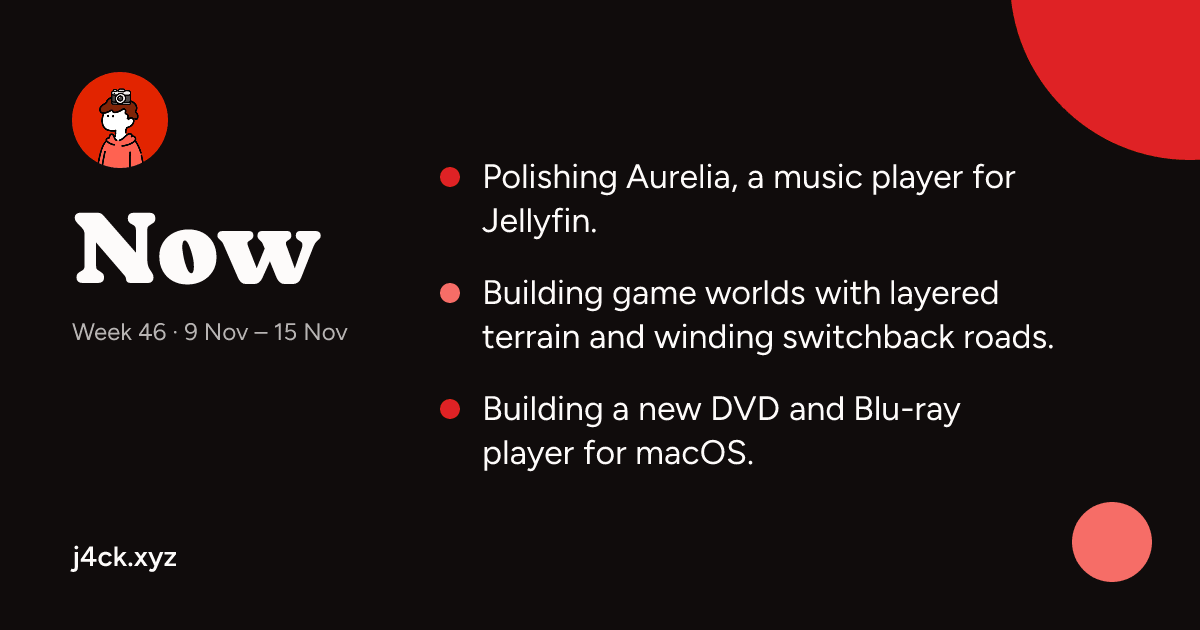 Now
Week 46 · 9 Nov – 15 Nov
Polishing Aurelia, a music player for
Jellyfin.
Building game worlds with layered
terrain and winding switchback roads.
Building a new DVD and Blu-ray
player for macOS.
j4ck.xyz